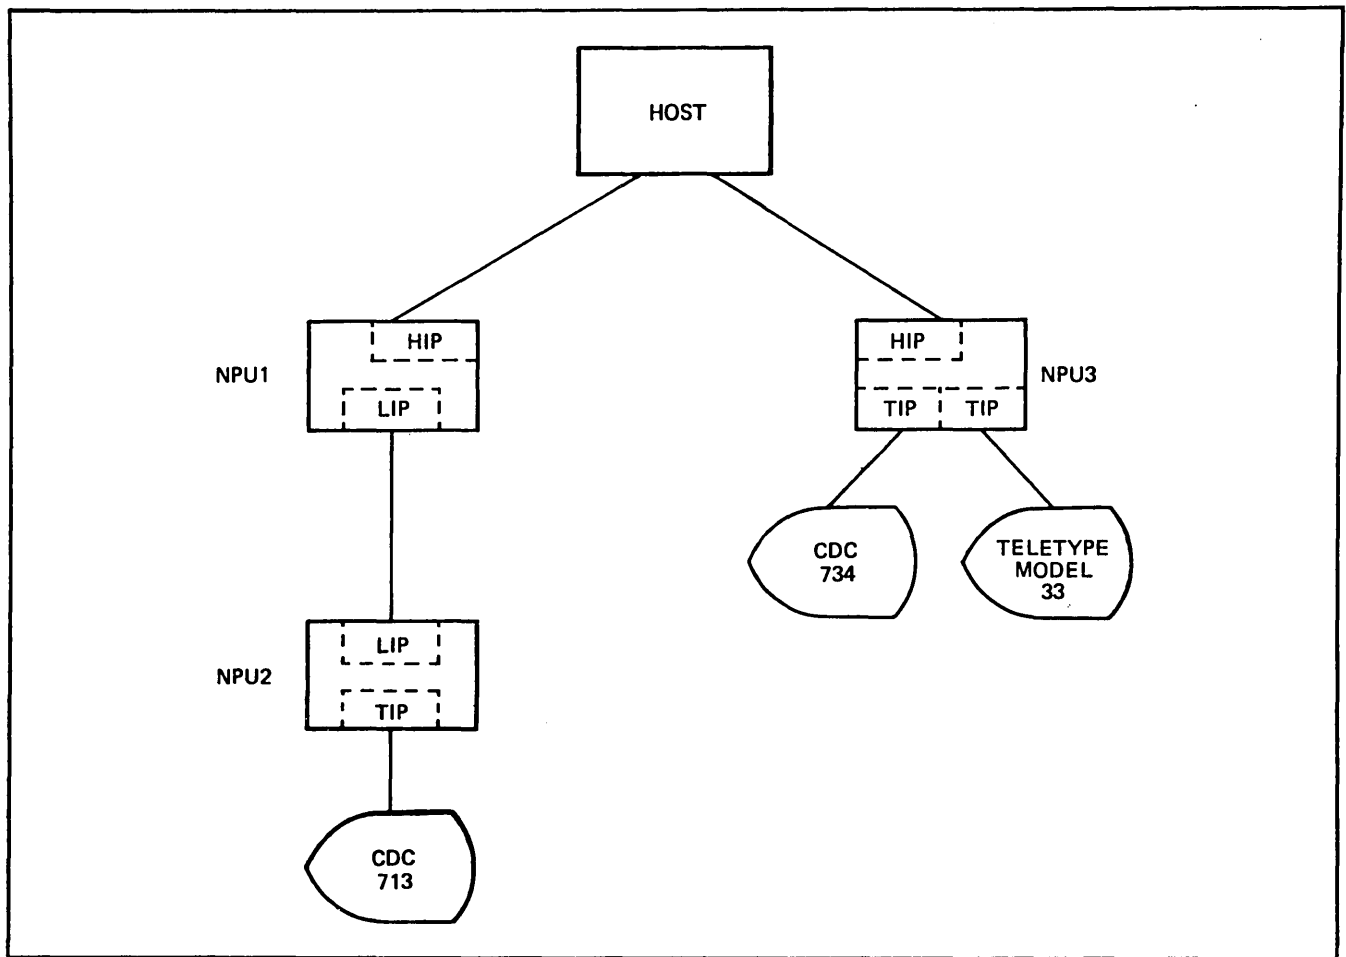 HOST
HIP
NPU1
LIP
HIP
NPU3
TIP
TIP
CDC
734
TELETYPE
MODEL
33
LIP
NPU2
TIP
CDC
713